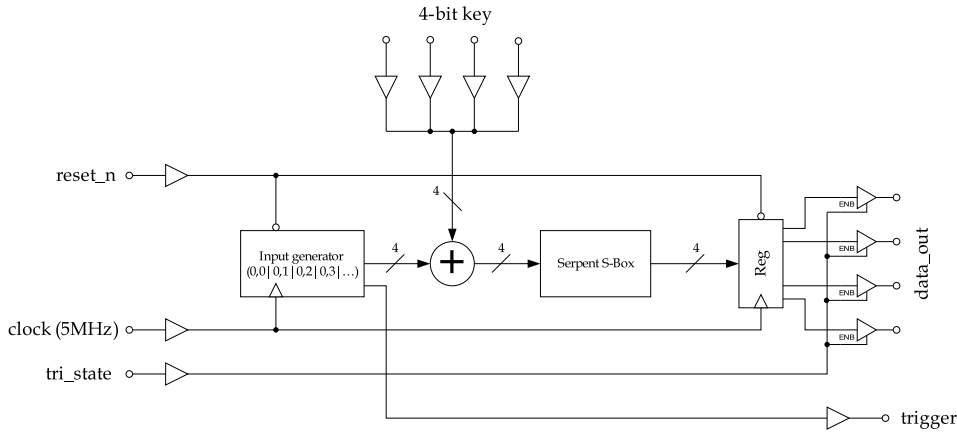 4-bit key
reset_n
4
ENB
Input generator
(0,0| 0,1| 0,2| 0,3| ...)
4
4
Serpent S-Box
4
Reg
ENB
data_out
ENB
clock (5MHz)
ENB
tri_state
trigger